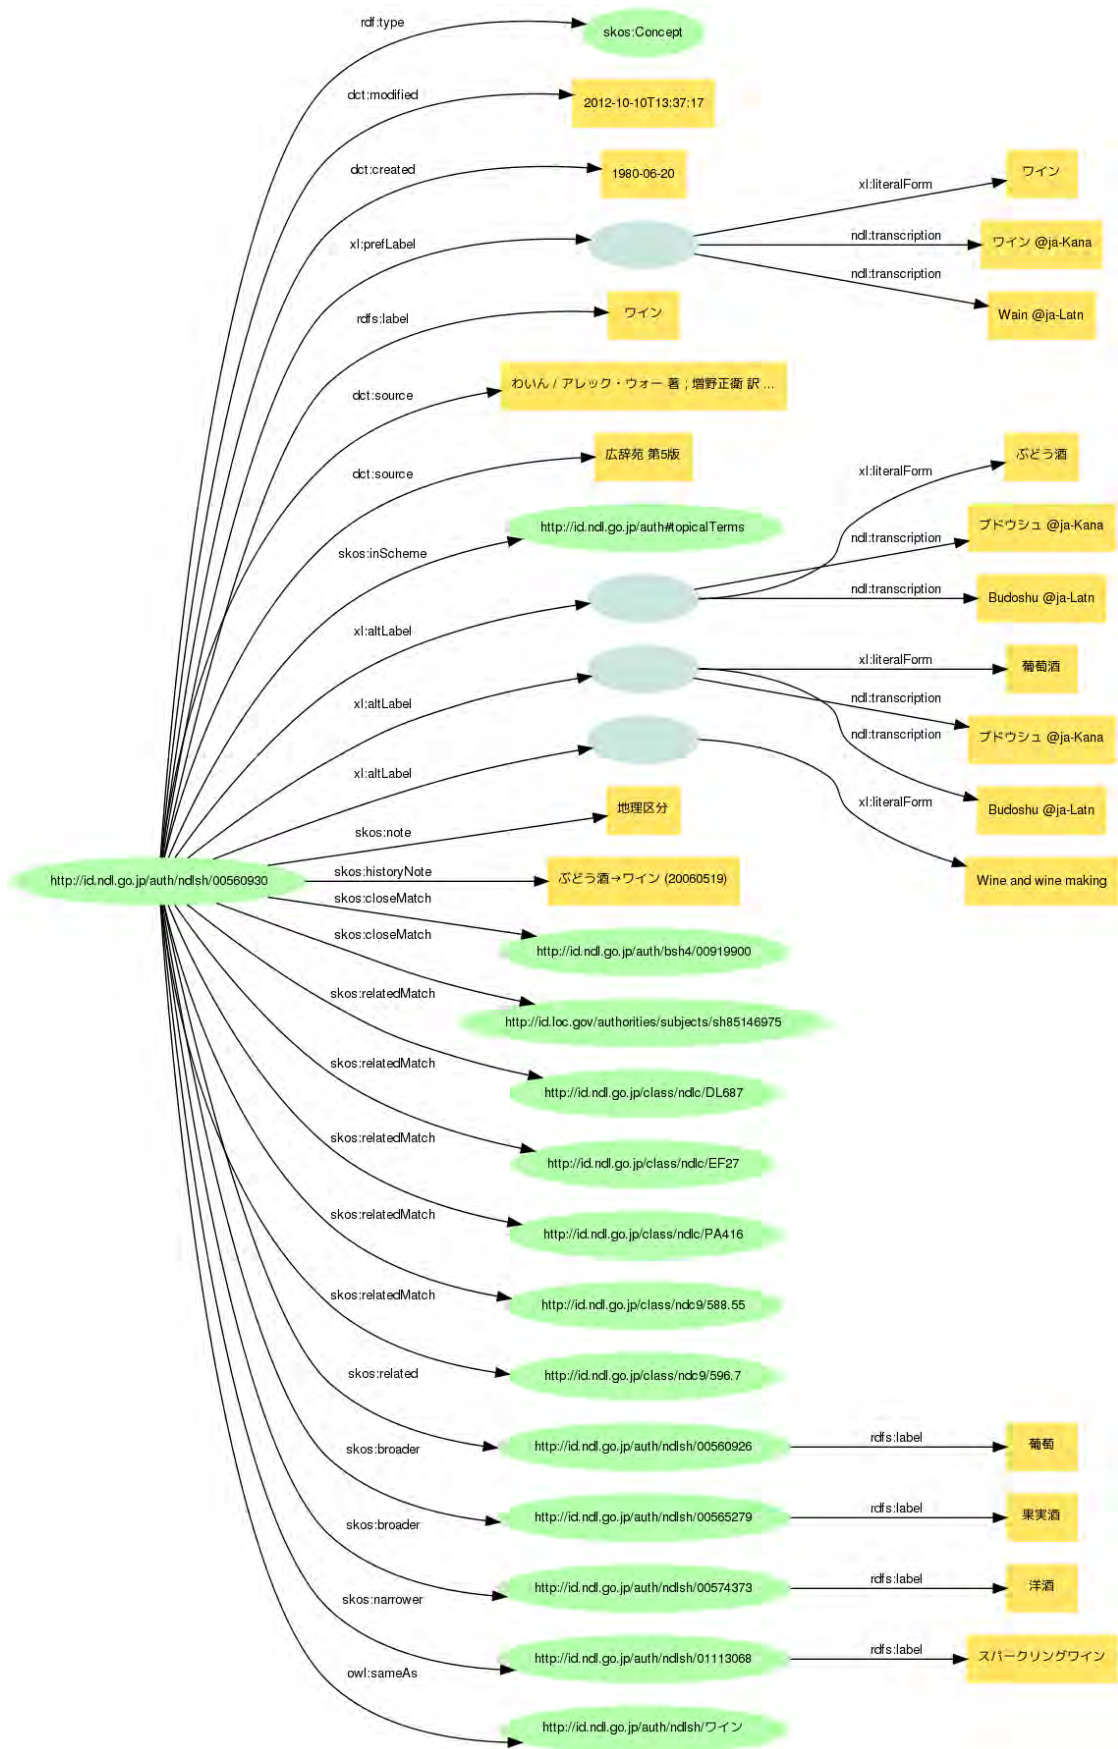 rdf:type
skos:Concept
dct:modified
2012-10-10T13:37:17
dct:created
1980-06-20
xl:prefLabel
xl:literalForm
ワイン
ndl:transcription
ワイン @ja-Kana
ndl:transcription
Wain @ja-Latn
rdfs:label
ワイン
dct:source
わいん / アレック・ウォー 著 ; 増野正衛 訳 ...
dct:source
広辞苑 第5版
skos:inScheme
http://id.ndl.go.jp/auth#topicalTerms
xl:altLabel
xl:literalForm
ぶどう酒
ndl:transcription
ブドウシュ @ja-Kana
ndl:transcription
Budoshu @ja-Latn
xl:altLabel
xl:literalForm
葡萄酒
ndl:transcription
ブドウシュ @ja-Kana
ndl:transcription
Budoshu @ja-Latn
xl:altLabel
xl:literalForm
Wine and wine making
skos:note
地理区分
http://id.ndl.go.jp/auth/ndlsh/00560930
skos:historyNote
ぶどう酒→ワイン (20060519)
skos:closeMatch
http://id.ndl.go.jp/auth/bsh4/00919900
skos:closeMatch
http://id.loc.gov/authorities/subjects/sh85146975
skos:relatedMatch
http://id.ndl.go.jp/class/ndlc/DL687
skos:relatedMatch
http://id.ndl.go.jp/class/ndlc/EF27
skos:relatedMatch
http://id.ndl.go.jp/class/ndlc/PA416
skos:relatedMatch
http://id.ndl.go.jp/class/ndc9/588.55
skos:relatedMatch
http://id.ndl.go.jp/class/ndc9/596.7
skos:related
http://id.ndl.go.jp/auth/ndlsh/00560926
rdfs:label
葡萄
skos:broader
http://id.ndl.go.jp/auth/ndlsh/00565279
rdfs:label
果実酒
skos:broader
http://id.ndl.go.jp/auth/ndlsh/00574373
rdfs:label
洋酒
skos:narrower
http://id.ndl.go.jp/auth/ndlsh/01113068
rdfs:label
スパークリングワイン
owl:sameAs
http://id.ndl.go.jp/auth/ndlsh/ワイン